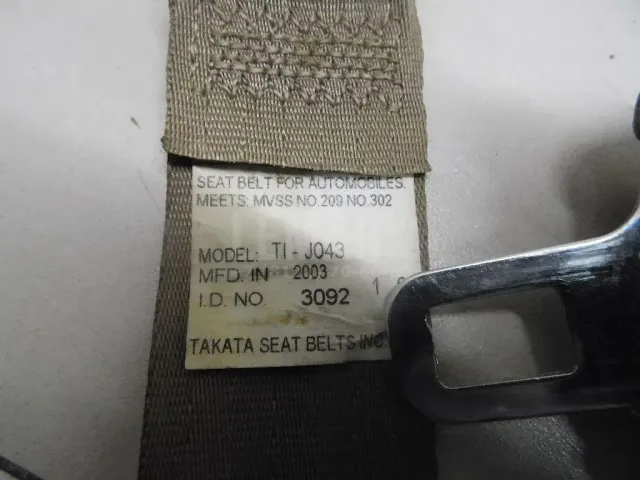 SEAT BELT FOR AUTOMOBILES.
MEETS: MVSS NO.209 NO.302
MODEL: TI - J043
MFD. IN 2003
I.D. NO. 3092 1
TAKATA SEAT BELTS INC